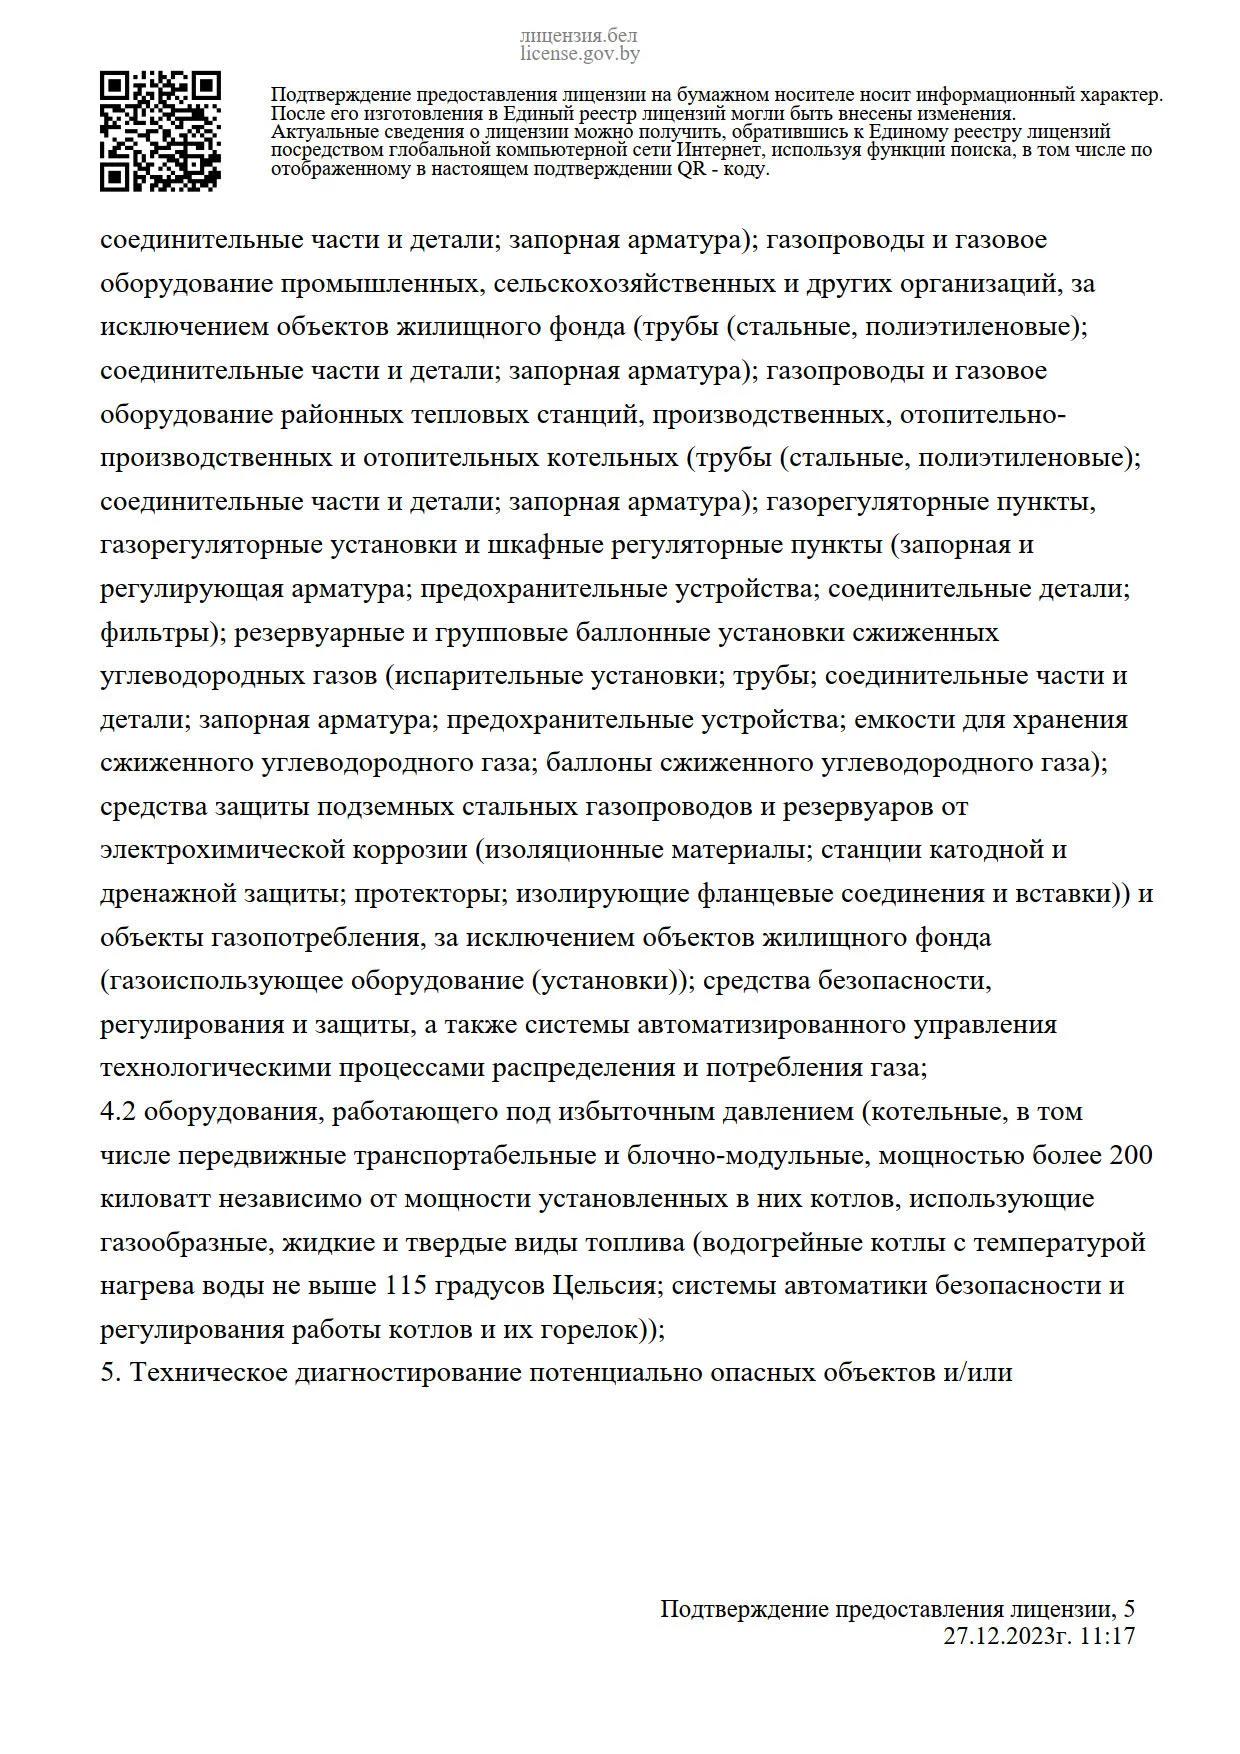 лицензия.бел
license.gov.by
Подтверждение предоставления лицензии на бумажном носителе носит информационный характер.
После его изготовления в Единый реестр лицензий могли быть внесены изменения.
Актуальные сведения о лицензии можно получить, обратившись к Единому реестру лицензий
посредством глобальной компьютерной сети Интернет, используя функции поиска, в том числе по
отображенному в настоящем подтверждении QR - коду.
соединительные части и детали; запорная арматура); газопроводы и газовое
оборудование промышленных, сельскохозяйственных и других организаций, за
исключением объектов жилищного фонда (трубы (стальные, полиэтиленовые);
соединительные части и детали; запорная арматура); газопроводы и газовое
оборудование районных тепловых станций, производственных, отопительно-
производственных и отопительных котельных (трубы (стальные, полиэтиленовые);
соединительные части и детали; запорная арматура); газорегуляторные пункты,
газорегуляторные установки и шкафные регуляторные пункты (запорная и
регулирующая арматура; предохранительные устройства; соединительные детали;
фильтры); резервуарные и групповые баллонные установки сжиженных
углеводородных газов (испарительные установки; трубы; соединительные части и
детали; запорная арматура; предохранительные устройства; емкости для хранения
сжиженного углеводородного газа; баллоны сжиженного углеводородного газа);
средства защиты подземных стальных газопроводов и резервуаров от
электрохимической коррозии (изоляционные материалы; станции катодной и
дренажной защиты; протекторы; изолирующие фланцевые соединения и вставки)) и
объекты газопотребления, за исключением объектов жилищного фонда
(газоиспользующее оборудование (установки)); средства безопасности,
регулирования и защиты, а также системы автоматизированного управления
технологическими процессами распределения и потребления газа;
4.2 оборудования, работающего под избыточным давлением (котельные, в том
числе передвижные транспортабельные и блочно-модульные, мощностью более 200
киловатт независимо от мощности установленных в них котлов, использующие
газообразные, жидкие и твердые виды топлива (водогрейные котлы с температурой
нагрева воды не выше 115 градусов Цельсия; системы автоматики безопасности и
регулирования работы котлов и их горелок));
5. Техническое диагностирование потенциально опасных объектов и/или
Подтверждение предоставления лицензии, 5
27.12.2023г. 11:17